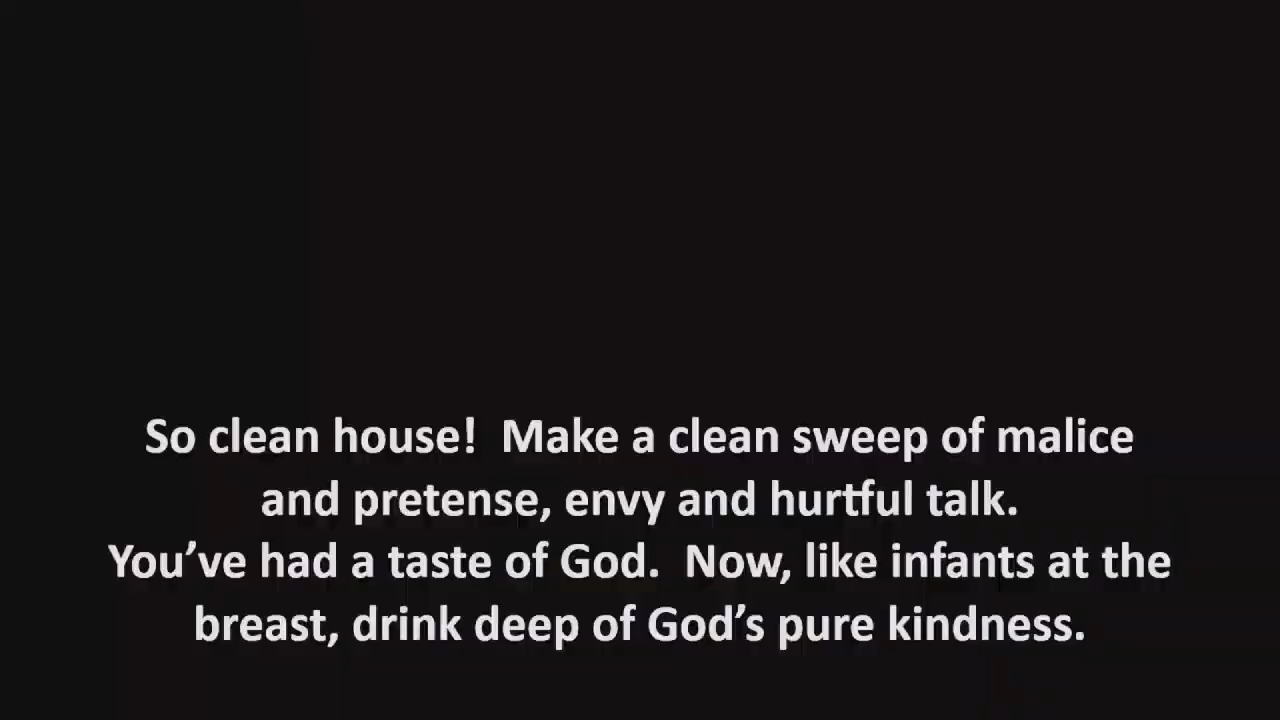 So clean house!  Make a clean sweep of malice
and pretense, envy and hurtful talk.
You’ve had a taste of God.  Now, like infants at the
breast, drink deep of God’s pure kindness.